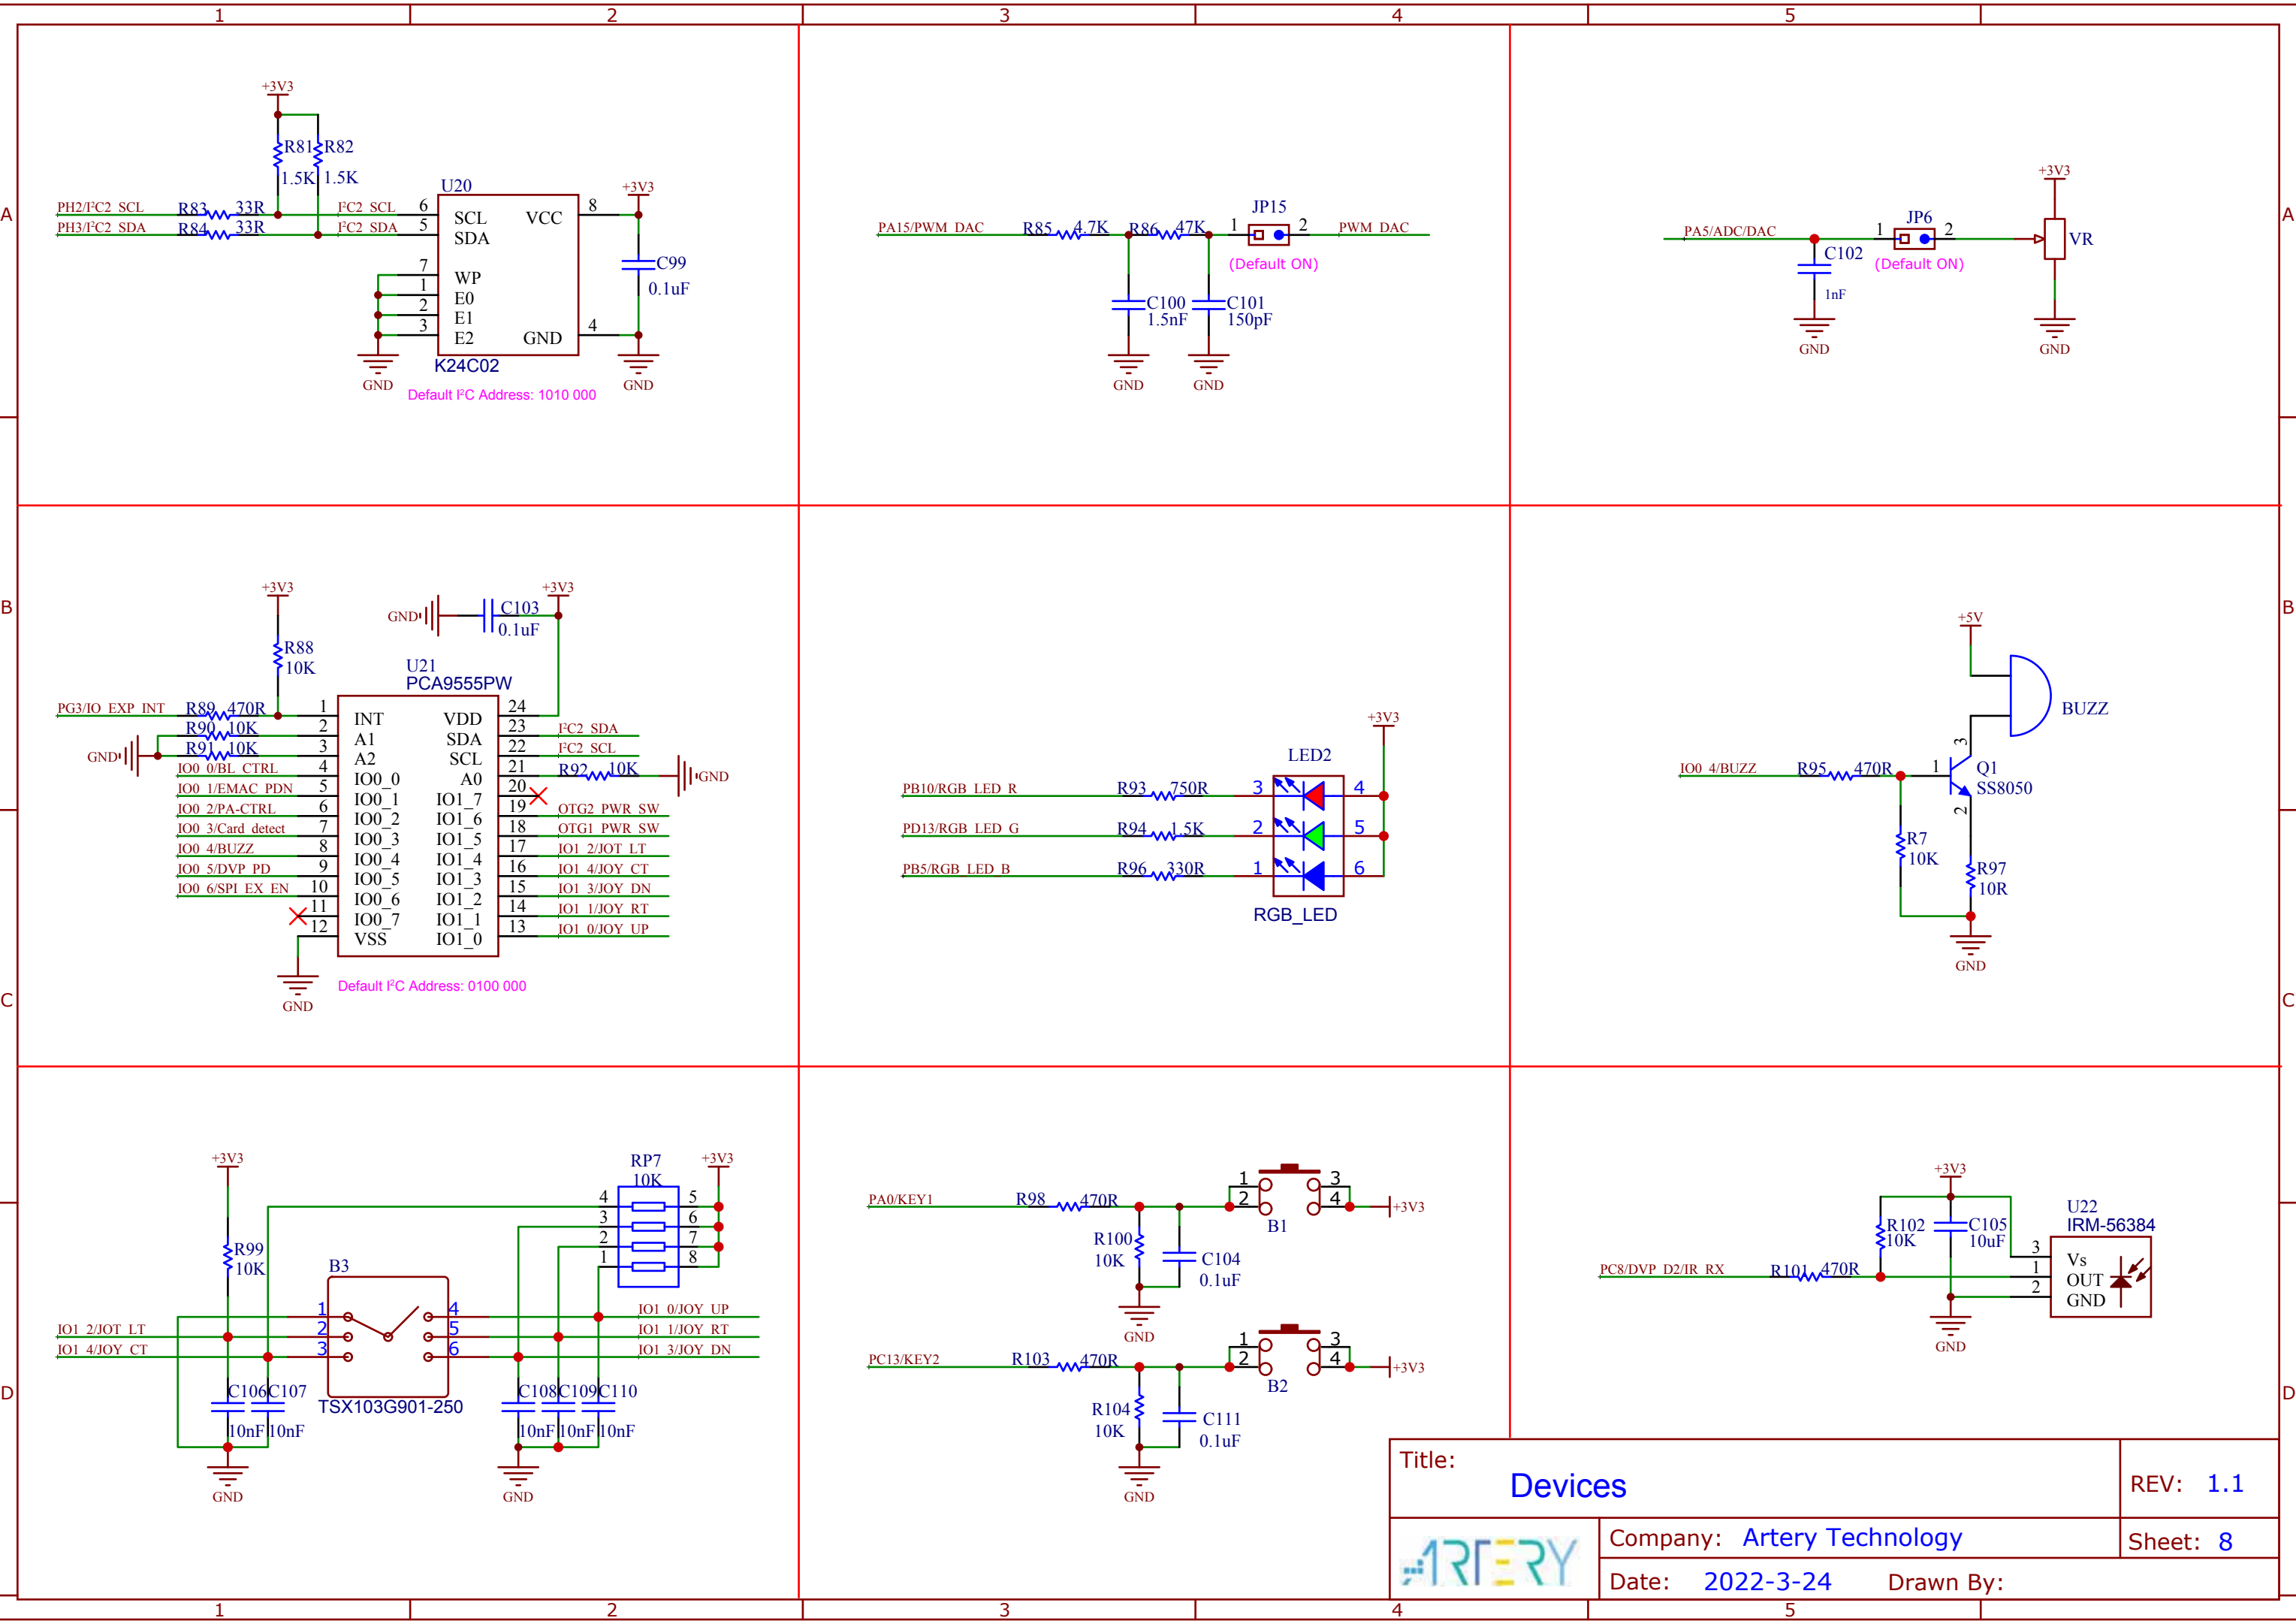 1 2 3 4 5
A A
B B
C C
D D
+3V3
R81 R82
1.5K 1.5K
PH2/I²C2_SCL R83 33R I²C2_SCL
PH3/I²C2_SDA R84 33R I²C2_SDA
U20
6 SCL VCC 8
5 SDA
7 WP
1 E0
2 E1
3 E2 GND 4
K24C02
+3V3
C99
0.1uF
GND GND
Default I²C Address: 1010 000
PA15/PWM_DAC R85 4.7K R86 47K
JP15
1 2 PWM_DAC
(Default ON)
C100 C101
1.5nF 150pF
GND GND
+3V3
PA5/ADC/DAC
JP6
1 2
(Default ON)
VR
C102
1nF
GND GND
+3V3
R88
10K
+3V3
GND C103
0.1uF
U21
PCA9555PW
PG3/IO_EXP_INT R89 470R 1 INT VDD 24
R90 10K 2 A1 SDA 23 I²C2_SDA
GND R91 10K 3 A2 SCL 22 I²C2_SCL
IO0_0/BL_CTRL 4 IO0_0 A0 21 R92 10K GND
IO0_1/EMAC_PDN 5 IO0_1 IO1_7 20
IO0_2/PA-CTRL 6 IO0_2 IO1_6 19 OTG2_PWR_SW
IO0_3/Card_detect 7 IO0_3 IO1_5 18 OTG1_PWR_SW
IO0_4/BUZZ 8 IO0_4 IO1_4 17 IO1_2/JOT_LT
IO0_5/DVP_PD 9 IO0_5 IO1_3 16 IO1_4/JOY_CT
IO0_6/SPI_EX_EN 10 IO0_6 IO1_2 15 IO1_3/JOY_DN
11 IO0_7 IO1_1 14 IO1_1/JOY_RT
12 VSS IO1_0 13 IO1_0/JOY_UP
GND
Default I²C Address: 0100 000
+3V3
LED2
PB10/RGB_LED_R R93 750R 3 4
PD13/RGB_LED_G R94 1.5K 2 5
PB5/RGB_LED_B R96 330R 1 6
RGB_LED
+5V
BUZZ
3
IO0_4/BUZZ R95 470R 1 Q1
SS8050
2
R7
10K
R97
10R
GND
+3V3
R99
10K
RP7
10K
+3V3
4 5
3 6
2 7
1 8
B3
1 4 IO1_0/JOY_UP
IO1_2/JOT_LT 2 5 IO1_1/JOY_RT
IO1_4/JOY_CT 3 6 IO1_3/JOY_DN
TSX103G901-250
C106 C107 C108 C109 C110
10nF 10nF 10nF 10nF 10nF
GND GND
PA0/KEY1 R98 470R
1 3
2 4 +3V3
B1
R100
10K
C104
0.1uF
GND
PC13/KEY2 R103 470R
1 3
2 4 +3V3
B2
R104
10K
C111
0.1uF
GND
+3V3
R102
10K
C105
10uF
U22
IRM-56384
PC8/DVP_D2/IR_RX R101 470R
3 Vs
1 OUT
2 GND
GND
Title:
Devices
REV: 1.1
ARTERY
Company: Artery Technology
Sheet: 8
Date: 2022-3-24 Drawn By:
1 2 3 4 5